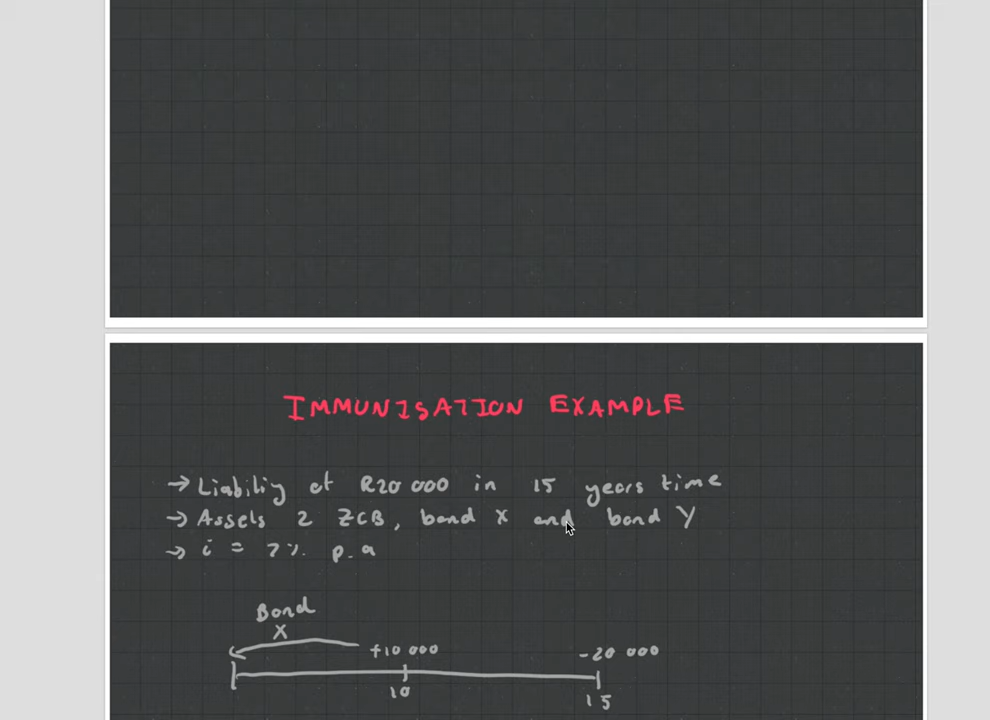 IMMUNISATION EXAMPLE
→ Liability of R20 000 in 15 years time
→ Assets 2 ZCB, bond X and bond Y
→ i = 7% p.a
Bond
X
+10 000
-20 000
10
15